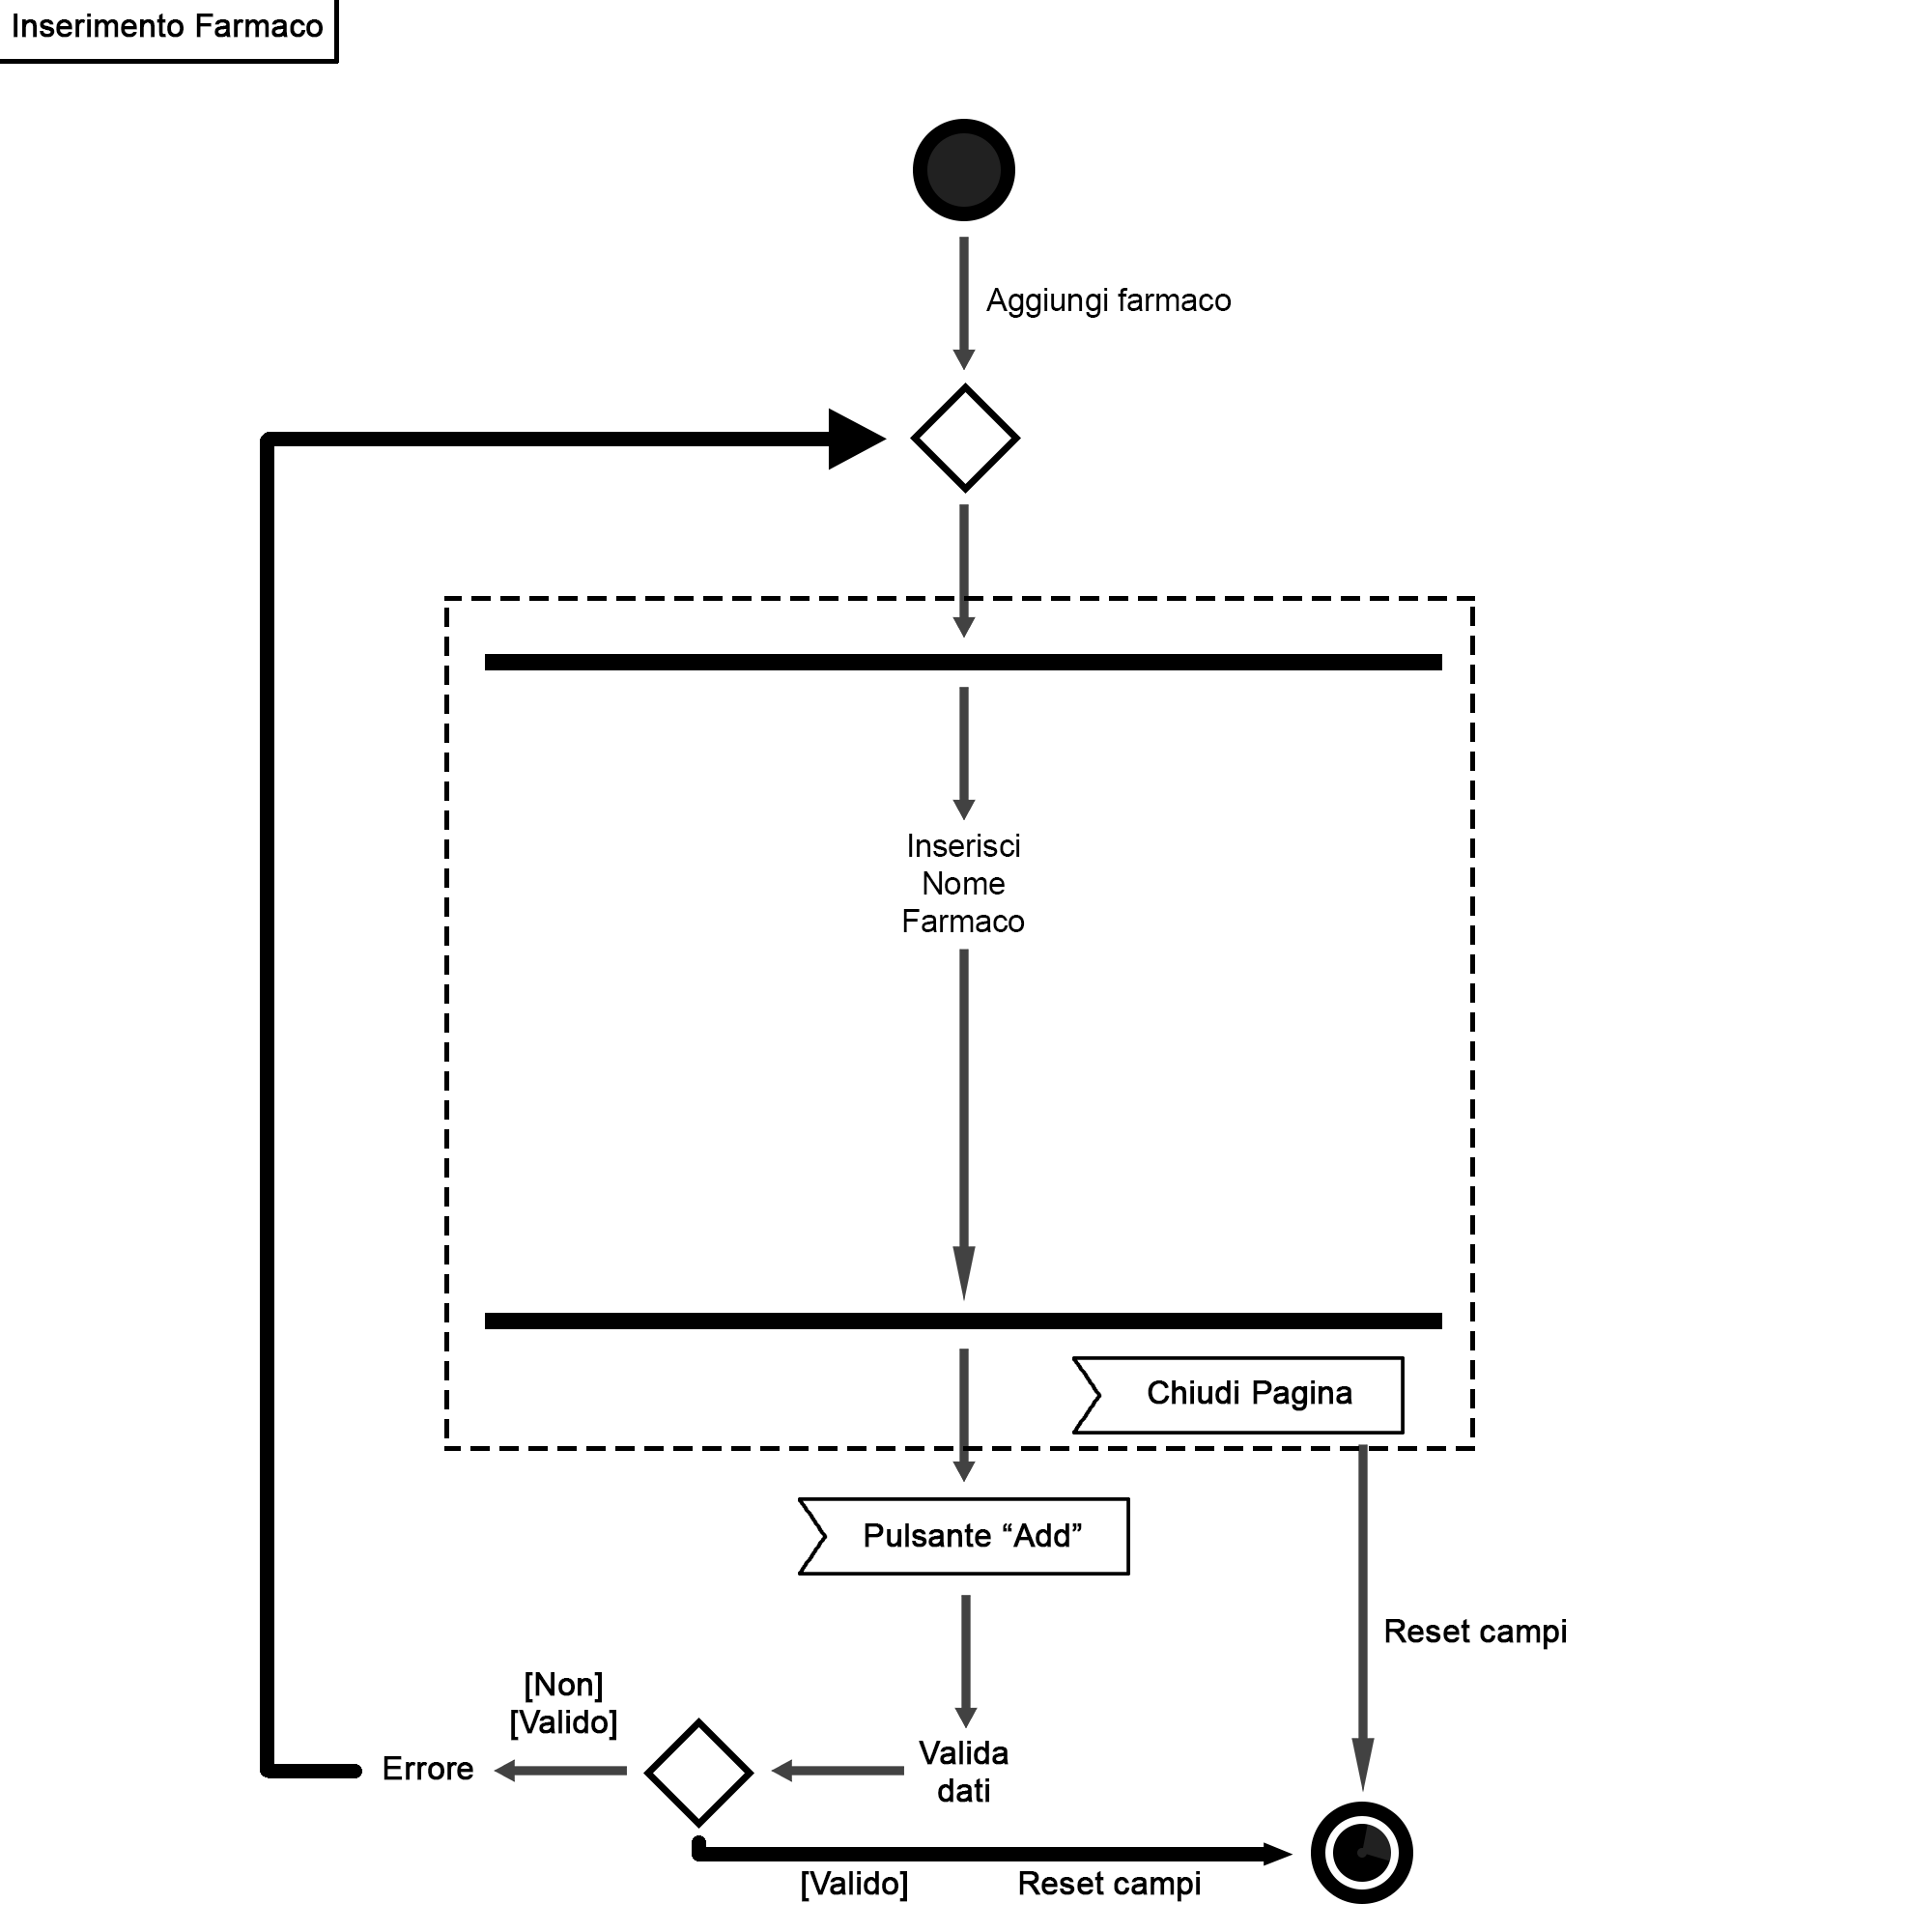 Inserimento Farmaco
Aggiungi farmaco
Inserisci
Nome
Farmaco
Chiudi Pagina
Pulsante “Add”
Reset campi
[Non]
[Valido]
Valida
dati
Errore
[Valido]
Reset campi